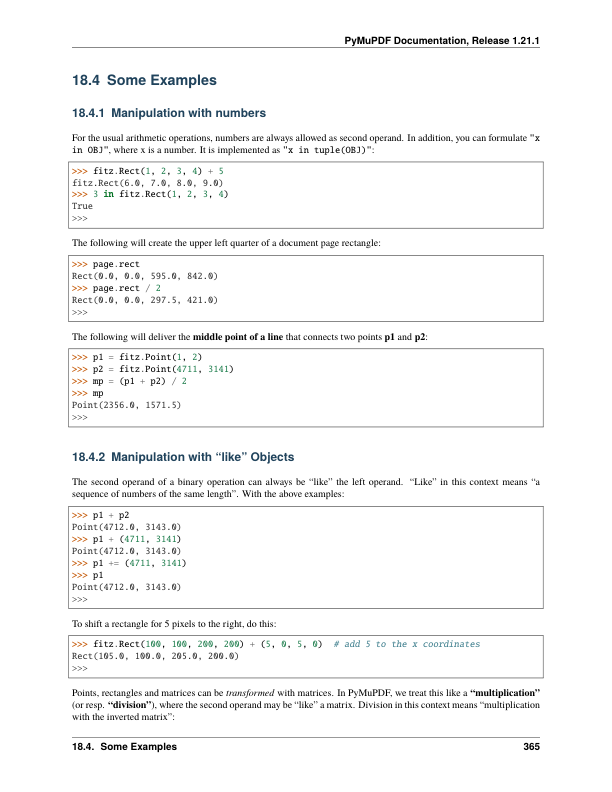 PyMuPDF Documentation, Release 1.21.1
18.4 Some Examples
18.4.1 Manipulation with numbers
For the usual arithmetic operations, numbers are always allowed as second operand. In addition, you can formulate "x
in OBJ", where x is a number. It is implemented as "x in tuple(OBJ)":
>>> fitz.Rect(1, 2, 3, 4) + 5
fitz.Rect(6.0, 7.0, 8.0, 9.0)
>>> 3 in fitz.Rect(1, 2, 3, 4)
True
>>>
The following will create the upper left quarter of a document page rectangle:
>>> page.rect
Rect(0.0, 0.0, 595.0, 842.0)
>>> page.rect / 2
Rect(0.0, 0.0, 297.5, 421.0)
>>>
The following will deliver the middle point of a line that connects two points p1 and p2:
>>> p1 = fitz.Point(1, 2)
>>> p2 = fitz.Point(4711, 3141)
>>> mp = (p1 + p2) / 2
>>> mp
Point(2356.0, 1571.5)
>>>
18.4.2 Manipulation with “like” Objects
The second operand of a binary operation can always be “like” the left operand. “Like” in this context means “a
sequence of numbers of the same length”. With the above examples:
>>> p1 + p2
Point(4712.0, 3143.0)
>>> p1 + (4711, 3141)
Point(4712.0, 3143.0)
>>> p1 += (4711, 3141)
>>> p1
Point(4712.0, 3143.0)
>>>
To shift a rectangle for 5 pixels to the right, do this:
>>> fitz.Rect(100, 100, 200, 200) + (5, 0, 5, 0) # add 5 to the x coordinates
Rect(105.0, 100.0, 205.0, 200.0)
>>>
Points, rectangles and matrices can be transformed with matrices. In PyMuPDF, we treat this like a “multiplication”
(or resp. “division”), where the second operand may be “like” a matrix. Division in this context means “multiplication
with the inverted matrix”:
18.4. Some Examples 365